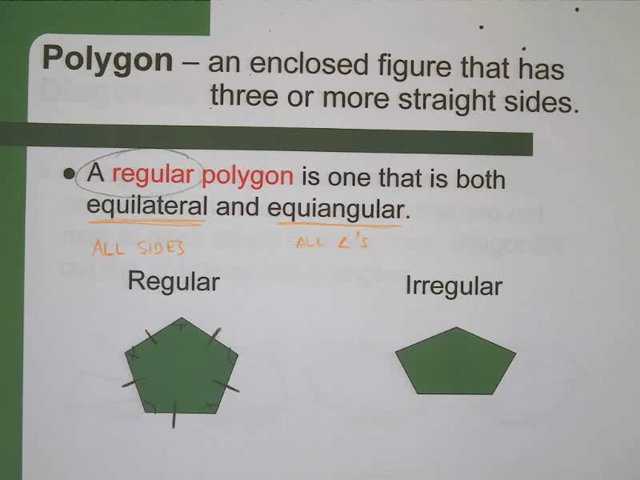 Polygon – an enclosed figure that has
three or more straight sides.
• A regular polygon is one that is both
equilateral and equiangular.
ALL SIDES ALL ∠'S
Regular Irregular